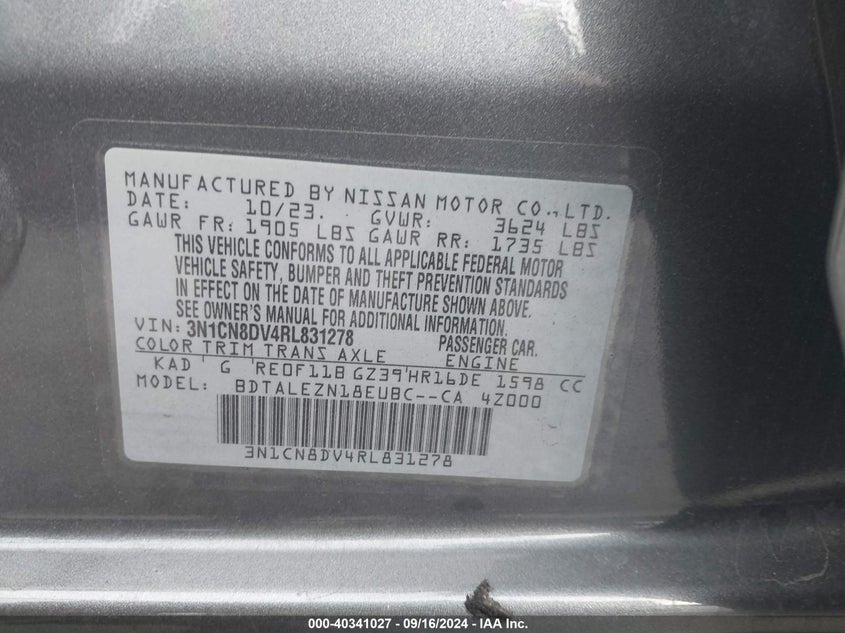 MANUFACTURED BY NISSAN MOTOR CO., LTD.
DATE: 10/23. GVWR: 3624 LBS
GAWR FR: 1905 LBS GAWR RR: 1735 LBS
THIS VEHICLE CONFORMS TO ALL APPLICABLE FEDERAL MOTOR
VEHICLE SAFETY, BUMPER AND THEFT PREVENTION STANDARDS
IN EFFECT ON THE DATE OF MANUFACTURE SHOWN ABOVE.
SEE OWNER'S MANUAL FOR ADDITIONAL INFORMATION.
VIN: 3N1CN8DV4RL831278 PASSENGER CAR.
COLOR TRIM TRANS AXLE ENGINE
KAD ' G 'RE0F11B GZ39'HR16DE 1598 CC
MODEL: BDTALEZN18EUBC--CA 4Z000
3N1CN8DV4RL831278
000-40341027 - 09/16/2024 - IAA Inc.